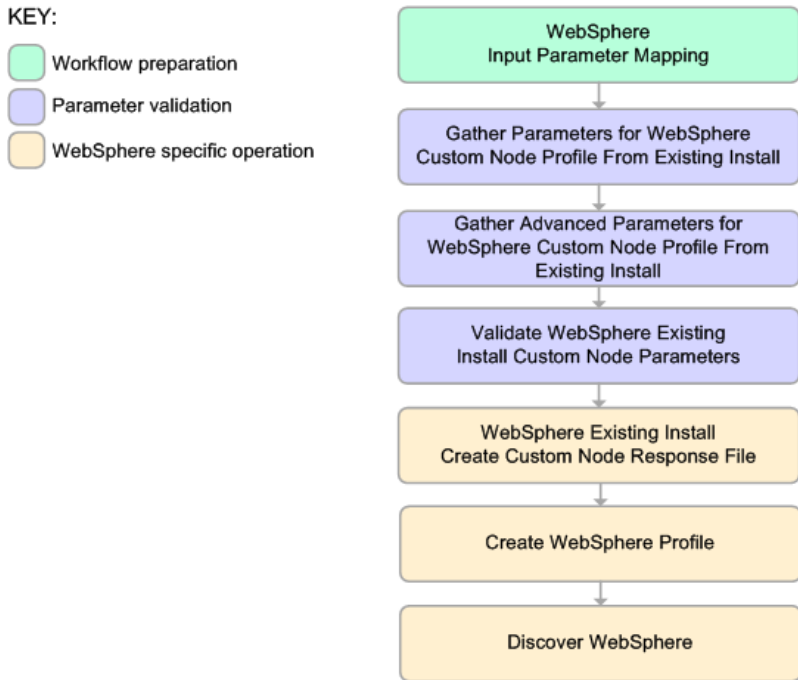 KEY:
Workflow preparation
Parameter validation
WebSphere specific operation
WebSphere
Input Parameter Mapping
Gather Parameters for WebSphere
Custom Node Profile From Existing Install
Gather Advanced Parameters for
WebSphere Custom Node Profile From
Existing Install
Validate WebSphere Existing
Install Custom Node Parameters
WebSphere Existing Install
Create Custom Node Response File
Create WebSphere Profile
Discover WebSphere